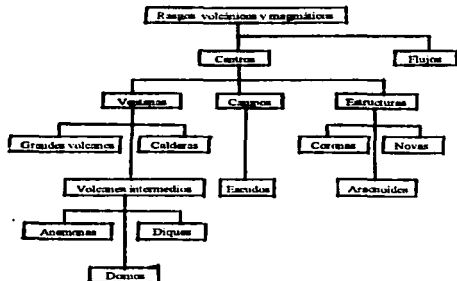 Rasgos volcánicos y magmáticos
Centros
Flujos
Ventanas
Campos
Estructuras
Grandes volcanes
Calderas
Coronas
Novas
Volcanes intermedios
Escudos
Aracnoides
Anemonas
Diques
Domos